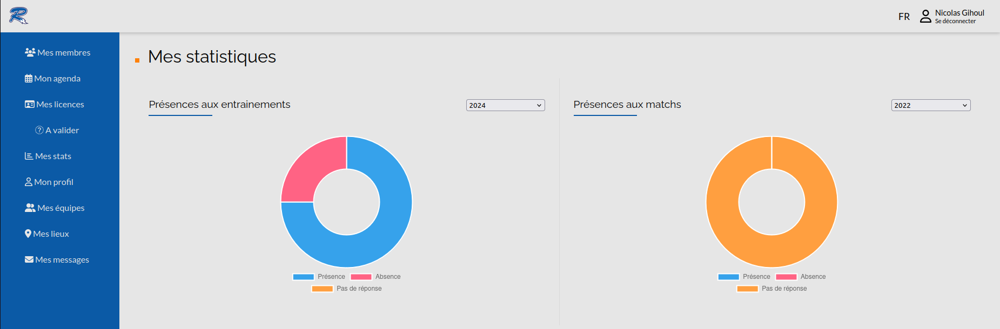 R
FR
Nicolas Gihoul
Se déconnecter
Mes membres
Mon agenda
Mes licences
? A valider
Mes stats
Mon profil
Mes équipes
Mes lieux
Mes messages
Mes statistiques
Présences aux entrainements
2024
Présence
Absence
Pas de réponse
Présences aux matchs
2022
Présence
Absence
Pas de réponse